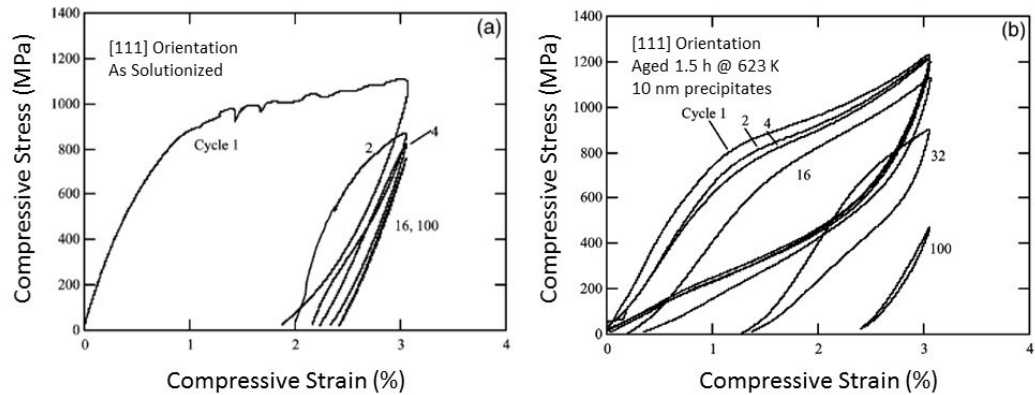 (a)
[111] Orientation
As Solutionized
Compressive Stress (MPa)
1400
1200
1000
800
600
400
200
0
Cycle 1
2
4
16, 100
0
1
2
3
4
Compressive Strain (%)
(b)
[111] Orientation
Aged 1.5 h @ 623 K
10 nm precipitates
Compressive Stress (MPa)
1400
1200
1000
800
600
400
200
0
Cycle 1
2
4
16
32
100
0
1
2
3
4
Compressive Strain (%)